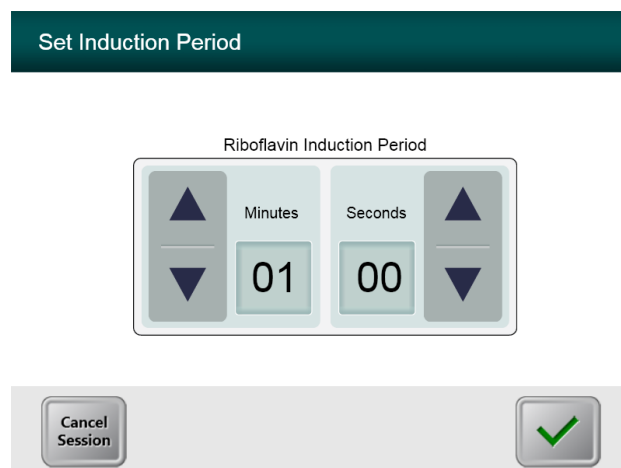 Set Induction Period
Riboflavin Induction Period
Minutes
Seconds
01
00
Cancel
Session